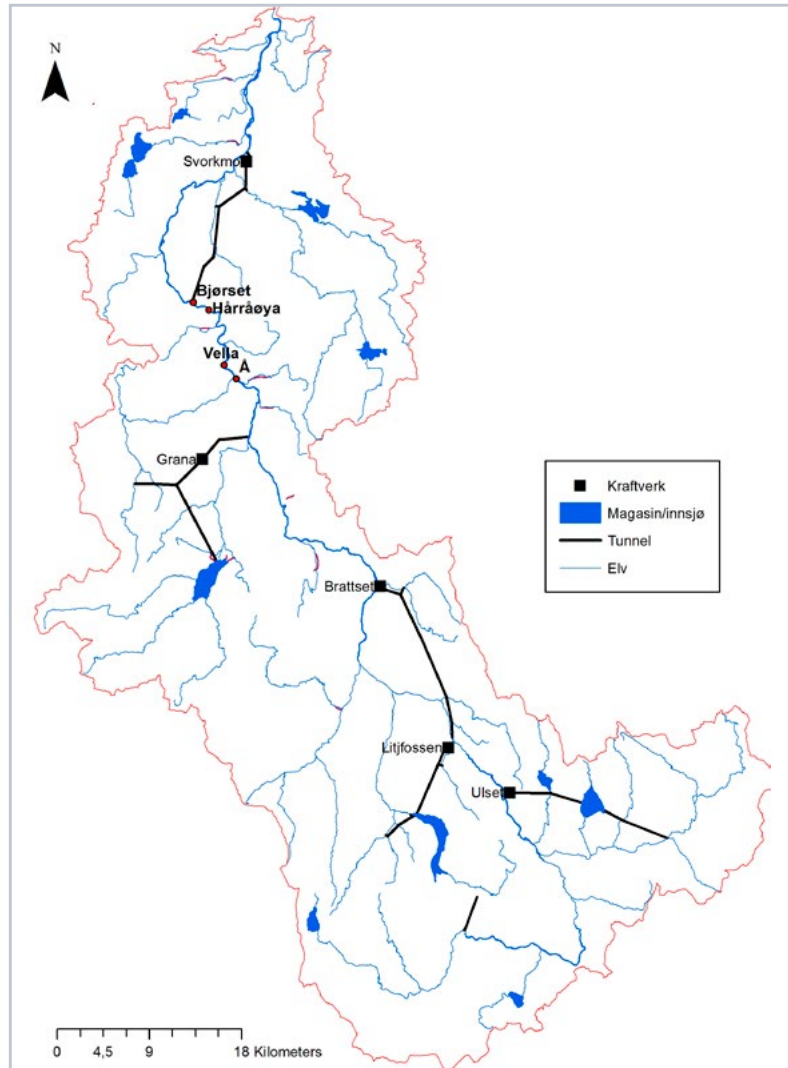 N
Svorkmo
Bjørset
Hårråøya
Vella
Å
Grana
Kraftverk
Magasin/innsjø
Tunnel
Elv
Brattset
Litjfossen
Ulset
0 4,5 9 18 Kilometers